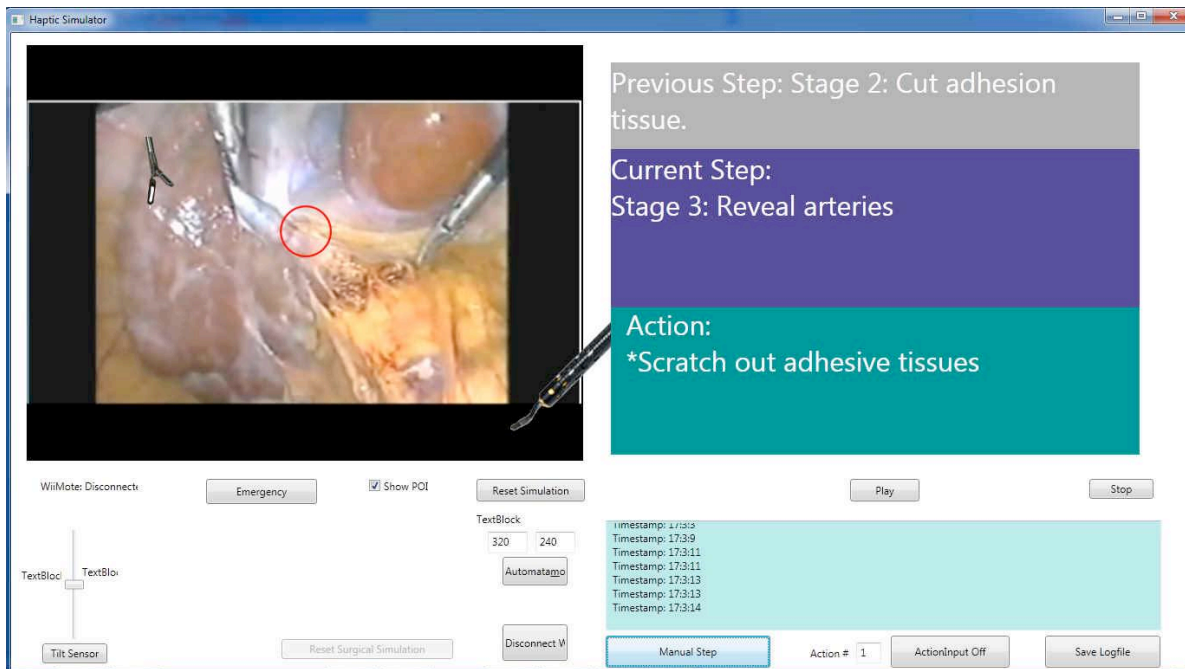 Haptic Simulator
Previous Step: Stage 2: Cut adhesion
tissue.
Current Step:
Stage 3: Reveal arteries
Action:
*Scratch out adhesive tissues
WiiMote: Disconnecte
Emergency
Show POI
Reset Simulation
Play
Stop
TextBlock
320 240
TextBloc
TextBlo
Automatamo
Disconnect W
Tilt Sensor
Reset Surgical Simulation
Timestamp: 17:3:3
Timestamp: 17:3:9
Timestamp: 17:3:11
Timestamp: 17:3:11
Timestamp: 17:3:13
Timestamp: 17:3:13
Timestamp: 17:3:14
Manual Step
Action # 1
ActionInput Off
Save Logfile